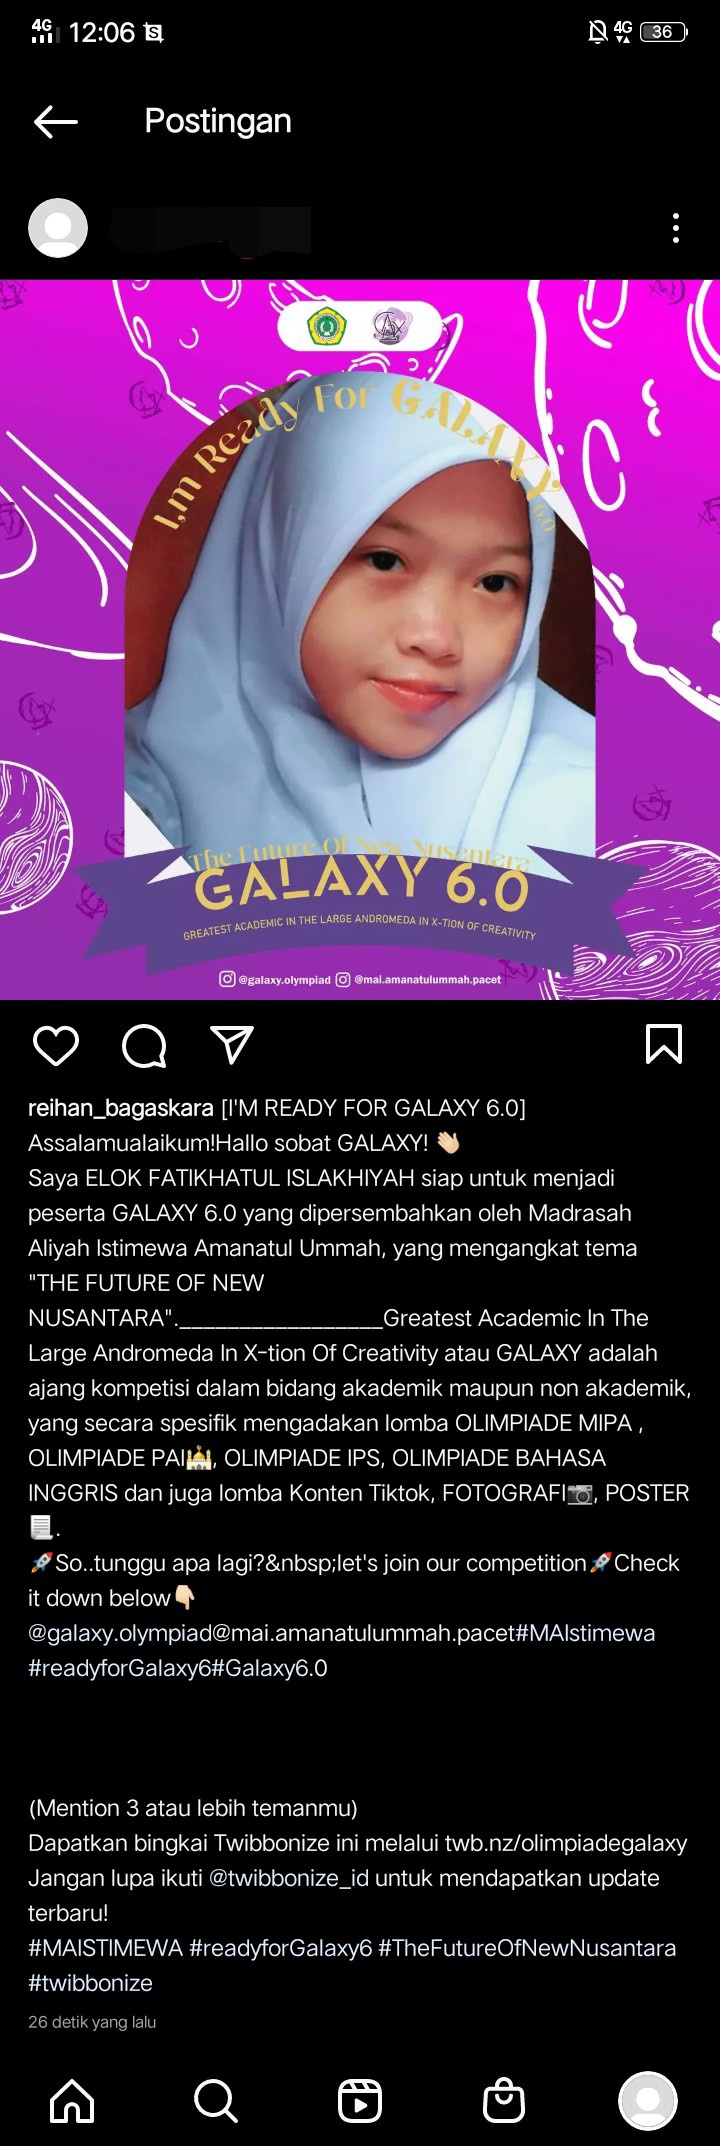 4G 12:06 4G 36
Postingan
I,m Ready For GALAXY 6.0
The Future Of New Nusantara
GALAXY 6.0
GREATEST ACADEMIC IN THE LARGE ANDROMEDA IN X-TION OF CREATIVITY
@galaxy.olympiad @mai.amanatulummah.pacet
reihan_bagaskara [I'M READY FOR GALAXY 6.0]
Assalamualaikum!Hallo sobat GALAXY! 👋🏻
Saya ELOK FATIKHATUL ISLAKHIYAH siap untuk menjadi
peserta GALAXY 6.0 yang dipersembahkan oleh Madrasah
Aliyah Istimewa Amanatul Ummah, yang mengangkat tema
"THE FUTURE OF NEW
NUSANTARA"._________________Greatest Academic In The
Large Andromeda In X-tion Of Creativity atau GALAXY adalah
ajang kompetisi dalam bidang akademik maupun non akademik,
yang secara spesifik mengadakan lomba OLIMPIADE MIPA ,
OLIMPIADE PAI🕌, OLIMPIADE IPS, OLIMPIADE BAHASA
INGGRIS dan juga lomba Konten Tiktok, FOTOGRAFI📷, POSTER
📃.
🚀So..tunggu apa lagi?&nbsp;let's join our competition🚀Check
it down below👇🏻
@galaxy.olympiad@mai.amanatulummah.pacet#MAIstimewa
#readyforGalaxy6#Galaxy6.0
(Mention 3 atau lebih temanmu)
Dapatkan bingkai Twibbonize ini melalui twb.nz/olimpiadegalaxy
Jangan lupa ikuti @twibbonize_id untuk mendapatkan update
terbaru!
#MAISTIMEWA #readyforGalaxy6 #TheFutureOfNewNusantara
#twibbonize
26 detik yang lalu